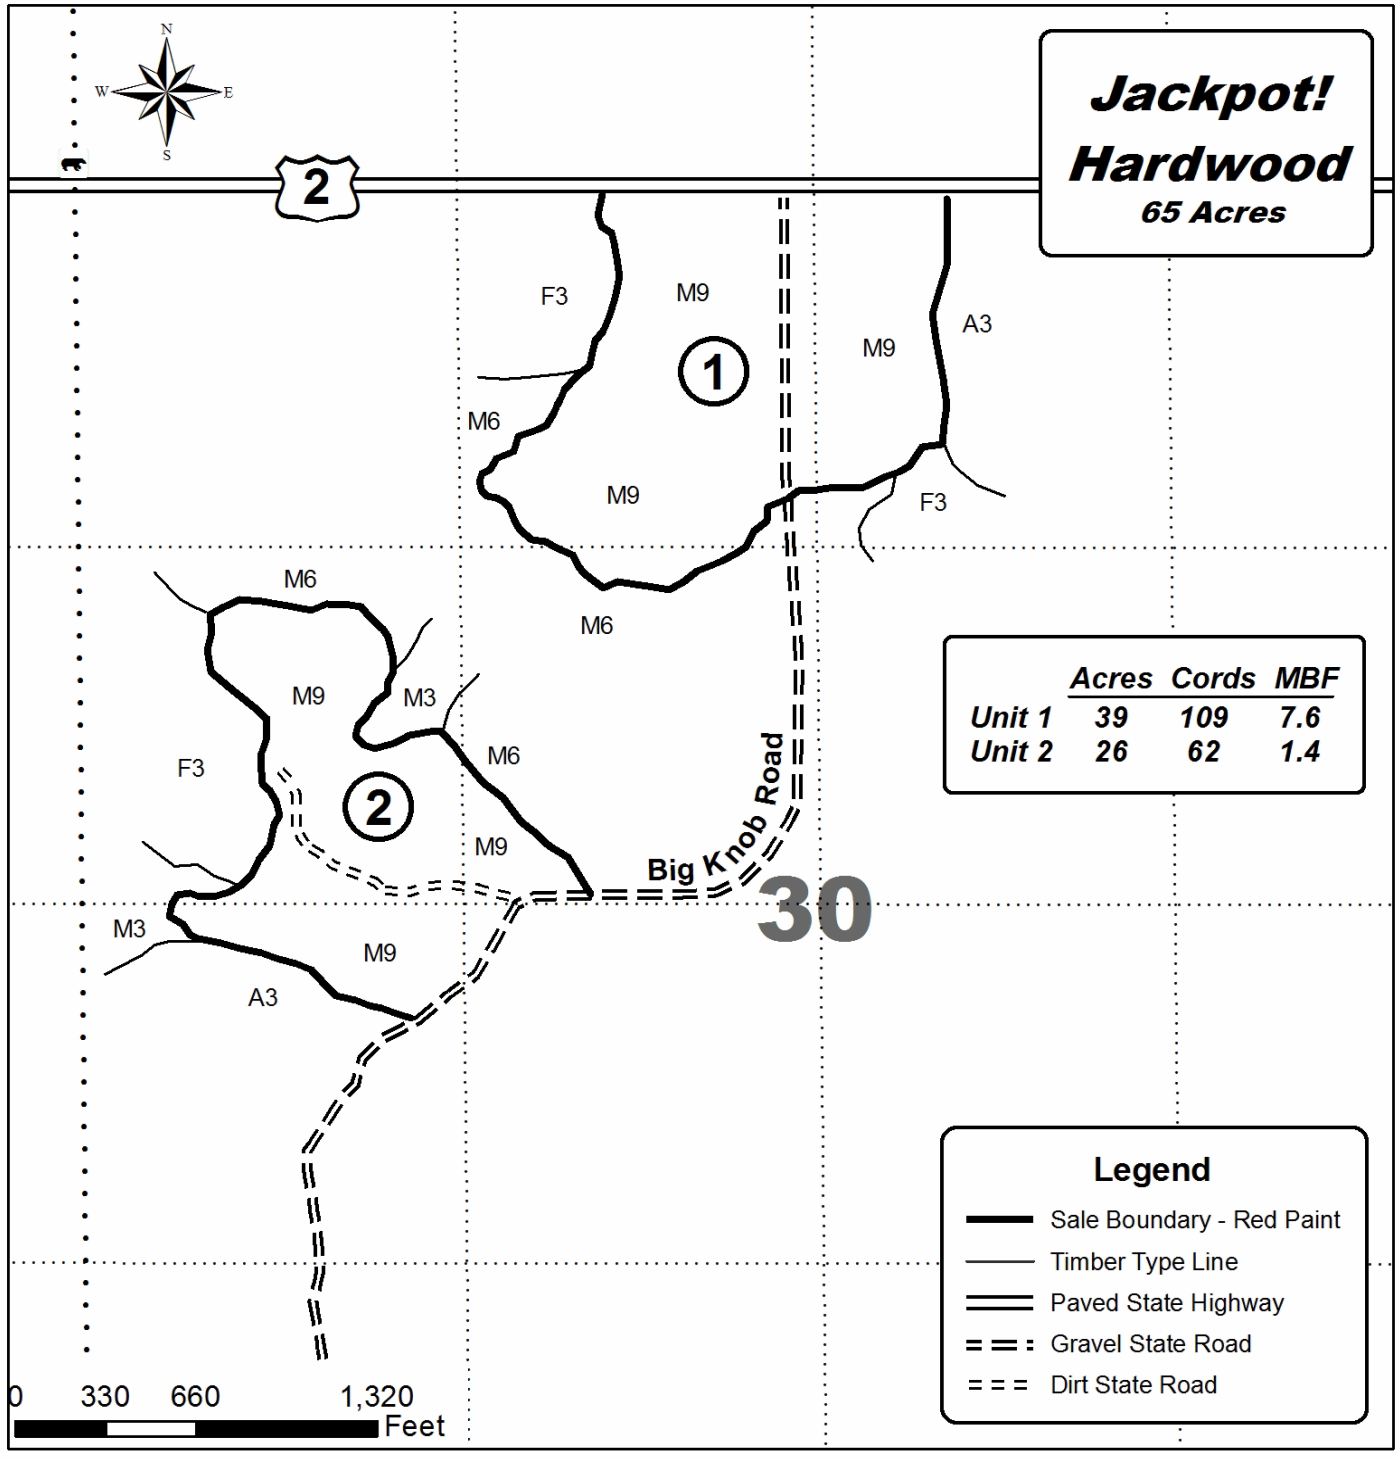 N
W E
S
Jackpot!
Hardwood
65 Acres
2
F3
M9
A3
M9
1
M6
M9
F3
M6
M6
M9
M3
M6
F3
2
M9
Big Knob Road
30
M3
M9
A3
Acres Cords MBF
Unit 1 39 109 7.6
Unit 2 26 62 1.4
Legend
Sale Boundary - Red Paint
Timber Type Line
Paved State Highway
Gravel State Road
Dirt State Road
0 330 660 1,320
Feet